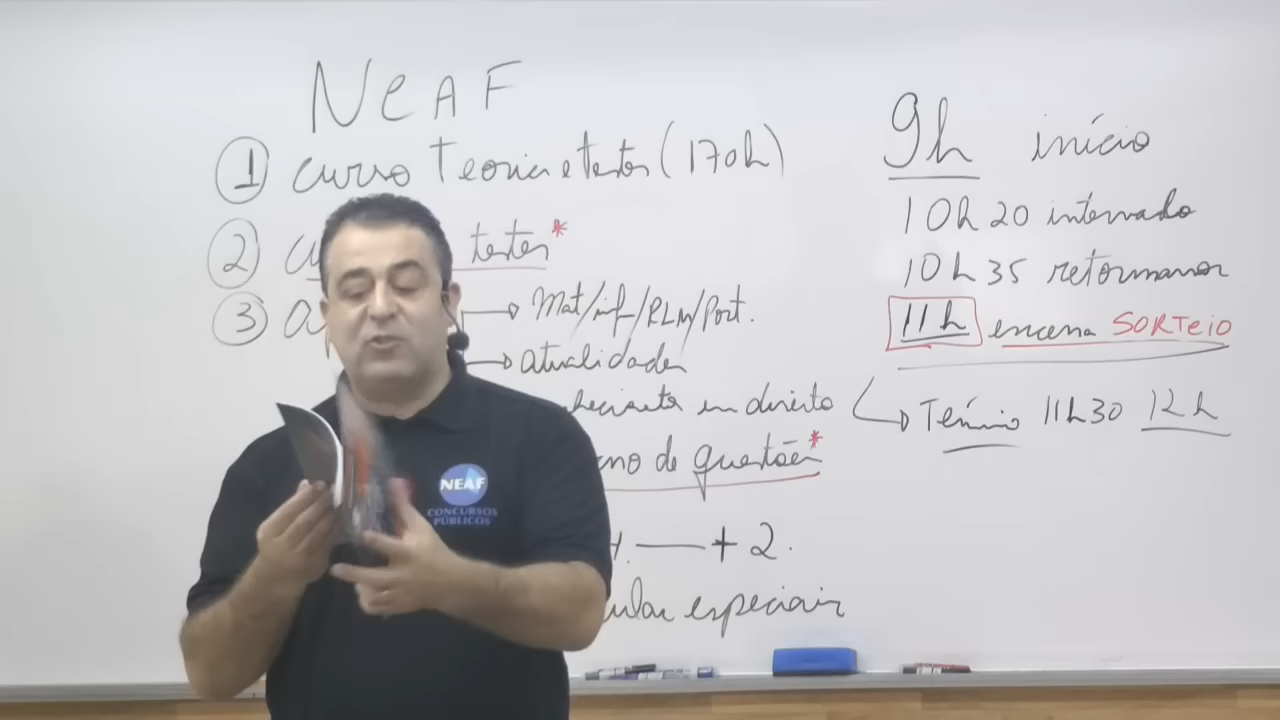 NEAF
1 curso Teoria e testes (170h)
2 testes*
3
→ Mat/inf/RLM/Port.
→ atualidades
em direito
de questões*
+ 2.
especiais
9h início
10h20 intervalo
10h35 retornamos
11h encerra SORTEIO
→ Término 11h30 12h
NEAF
CONCURSOS
PÚBLICOS